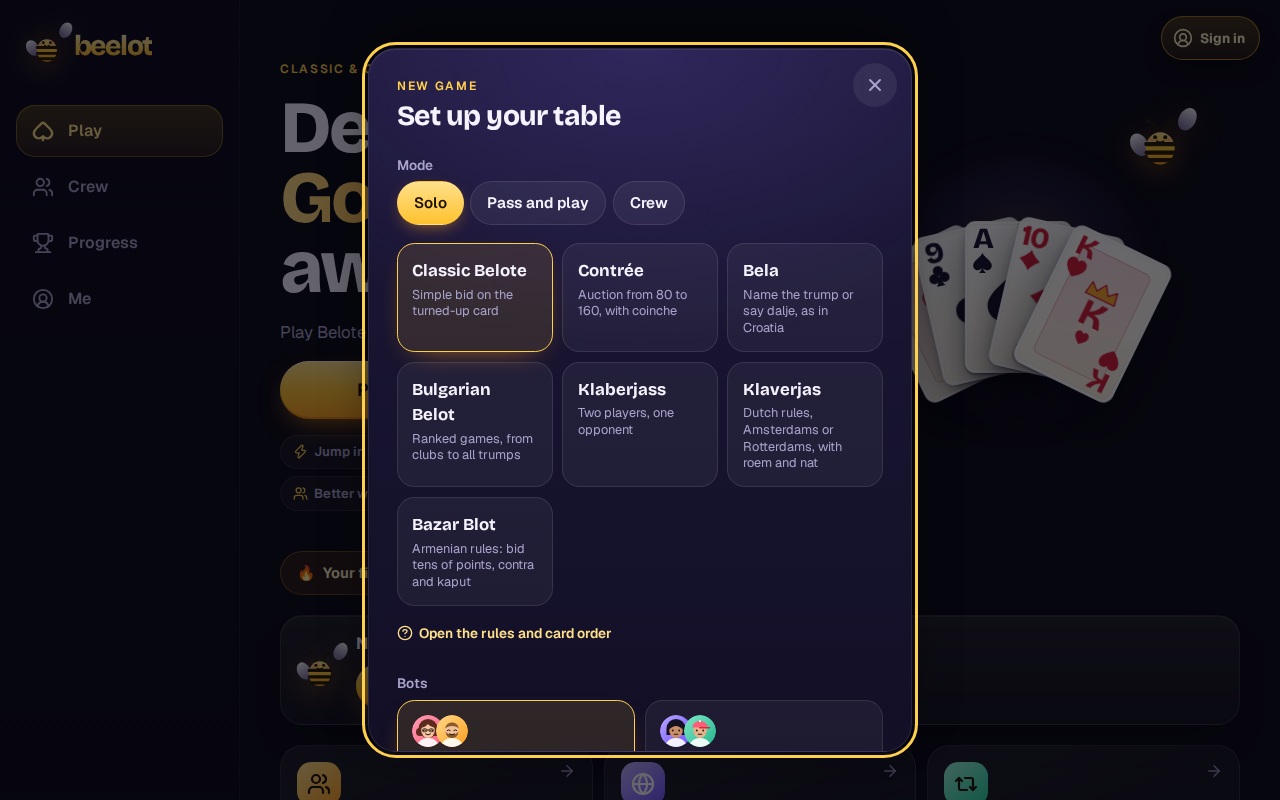 beelot
Sign in
Play
Crew
Progress
Me
CLASSIC &
De
Go
aw
Play Belote
Jump in
Better w
Your
NEW GAME
Set up your table
Mode
Solo
Pass and play
Crew
Classic Belote
Simple bid on the
turned-up card
Contrée
Auction from 80 to
160, with coinche
Bela
Name the trump or
say dalje, as in
Croatia
Bulgarian
Belot
Ranked games, from
clubs to all trumps
Klaberjass
Two players, one
opponent
Klaverjas
Dutch rules,
Amsterdams or
Rotterdams, with
roem and nat
Bazar Blot
Armenian rules: bid
tens of points, contra
and kaput
Open the rules and card order
Bots
9
A
10
K
K
K